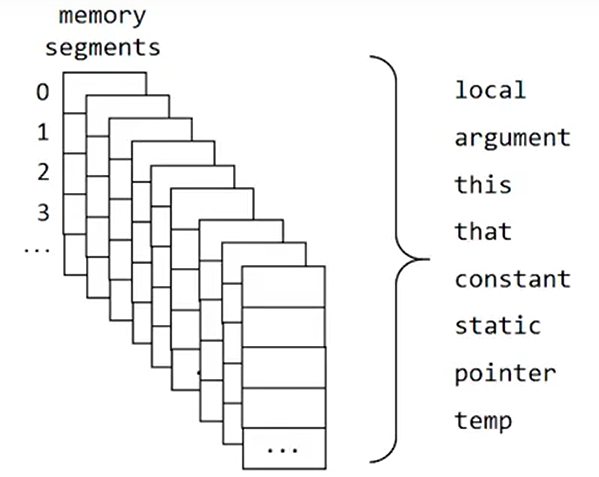 memory
segments
0
1
2
3
...
...
local
argument
this
that
constant
static
pointer
temp